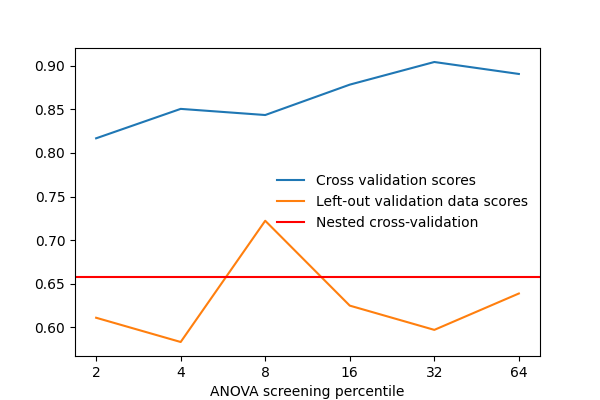 0.90
0.85
0.80
0.75
0.70
0.65
0.60
Cross validation scores
Left-out validation data scores
Nested cross-validation
2 4 8 16 32 64
ANOVA screening percentile